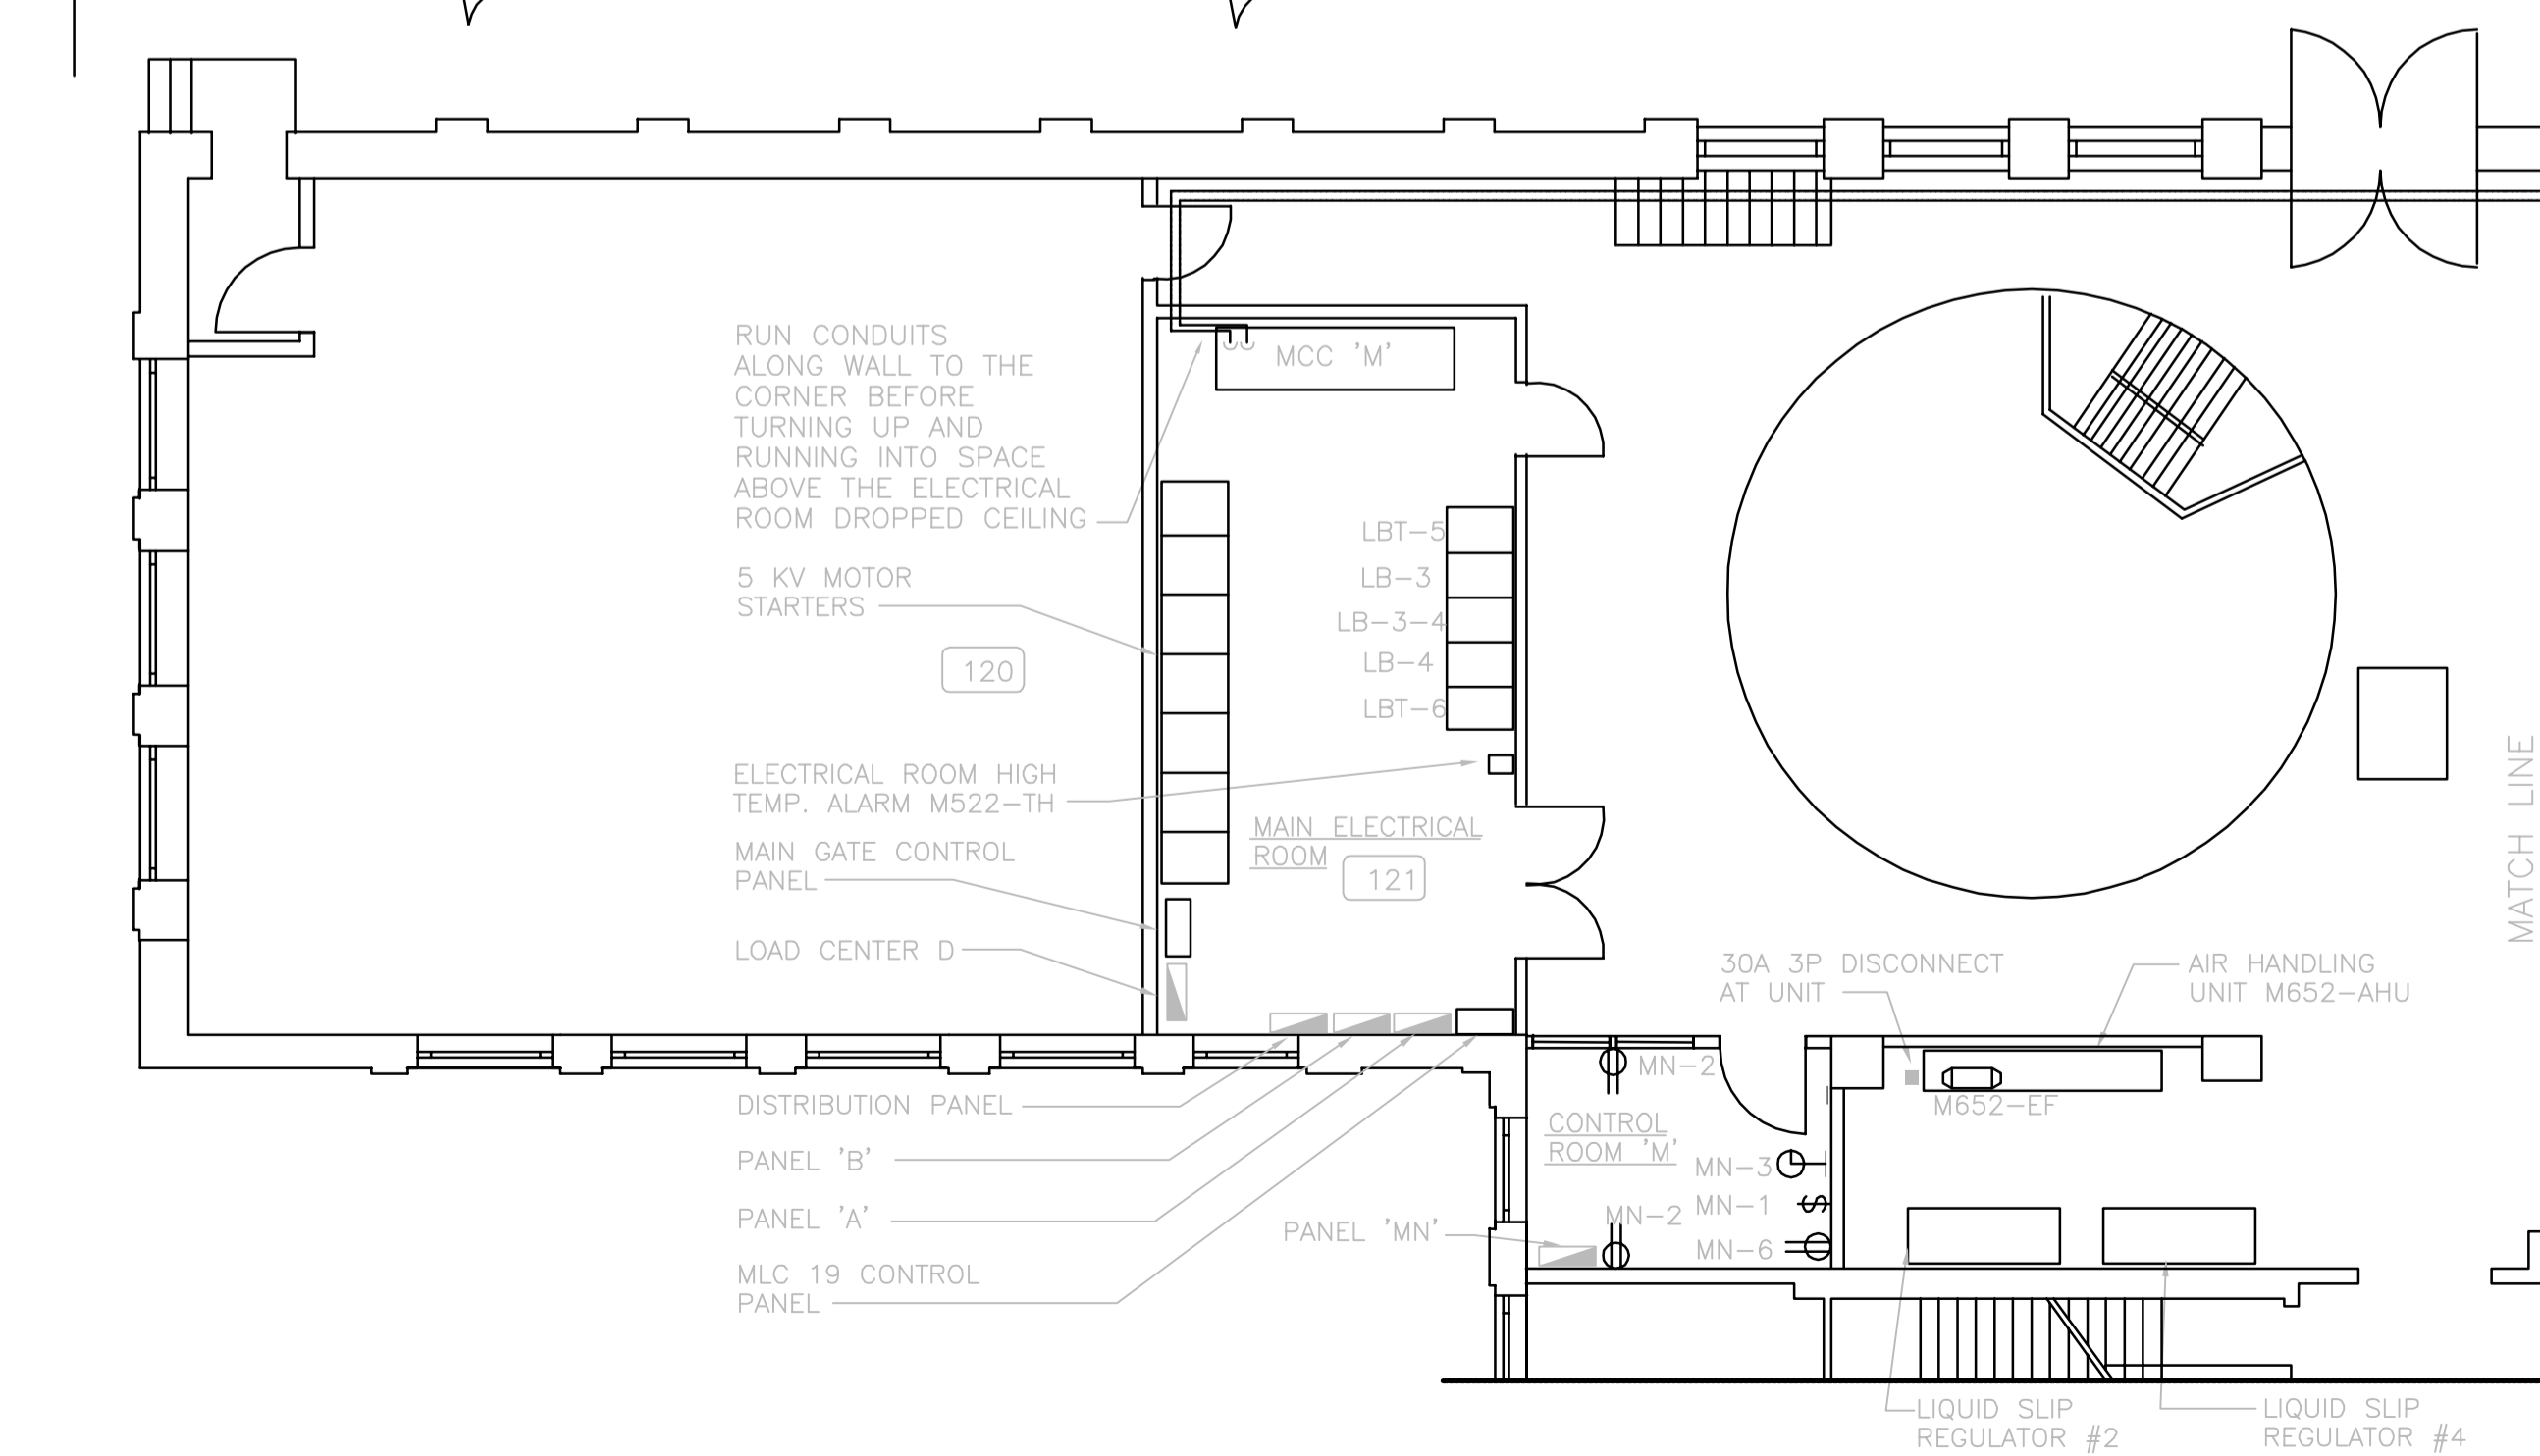 RUN CONDUITS
ALONG WALL TO THE
CORNER BEFORE
TURNING UP AND
RUNNING INTO SPACE
ABOVE THE ELECTRICAL
ROOM DROPPED CEILING
MCC 'M'
5 KV MOTOR
STARTERS
120
LBT-5
LB-3
LB-3-4
LB-4
LBT-6
ELECTRICAL ROOM HIGH
TEMP. ALARM M522-TH
MAIN GATE CONTROL
PANEL
LOAD CENTER D
MAIN ELECTRICAL
ROOM
121
MATCH LINE
30A 3P DISCONNECT
AT UNIT
AIR HANDLING
UNIT M652-AHU
M652-EF
DISTRIBUTION PANEL
PANEL 'B'
PANEL 'A'
MLC 19 CONTROL
PANEL
PANEL 'MN'
MN-2
CONTROL
ROOM 'M'
MN-3
MN-1
MN-2
MN-6
$
LIQUID SLIP
REGULATOR #2
LIQUID SLIP
REGULATOR #4